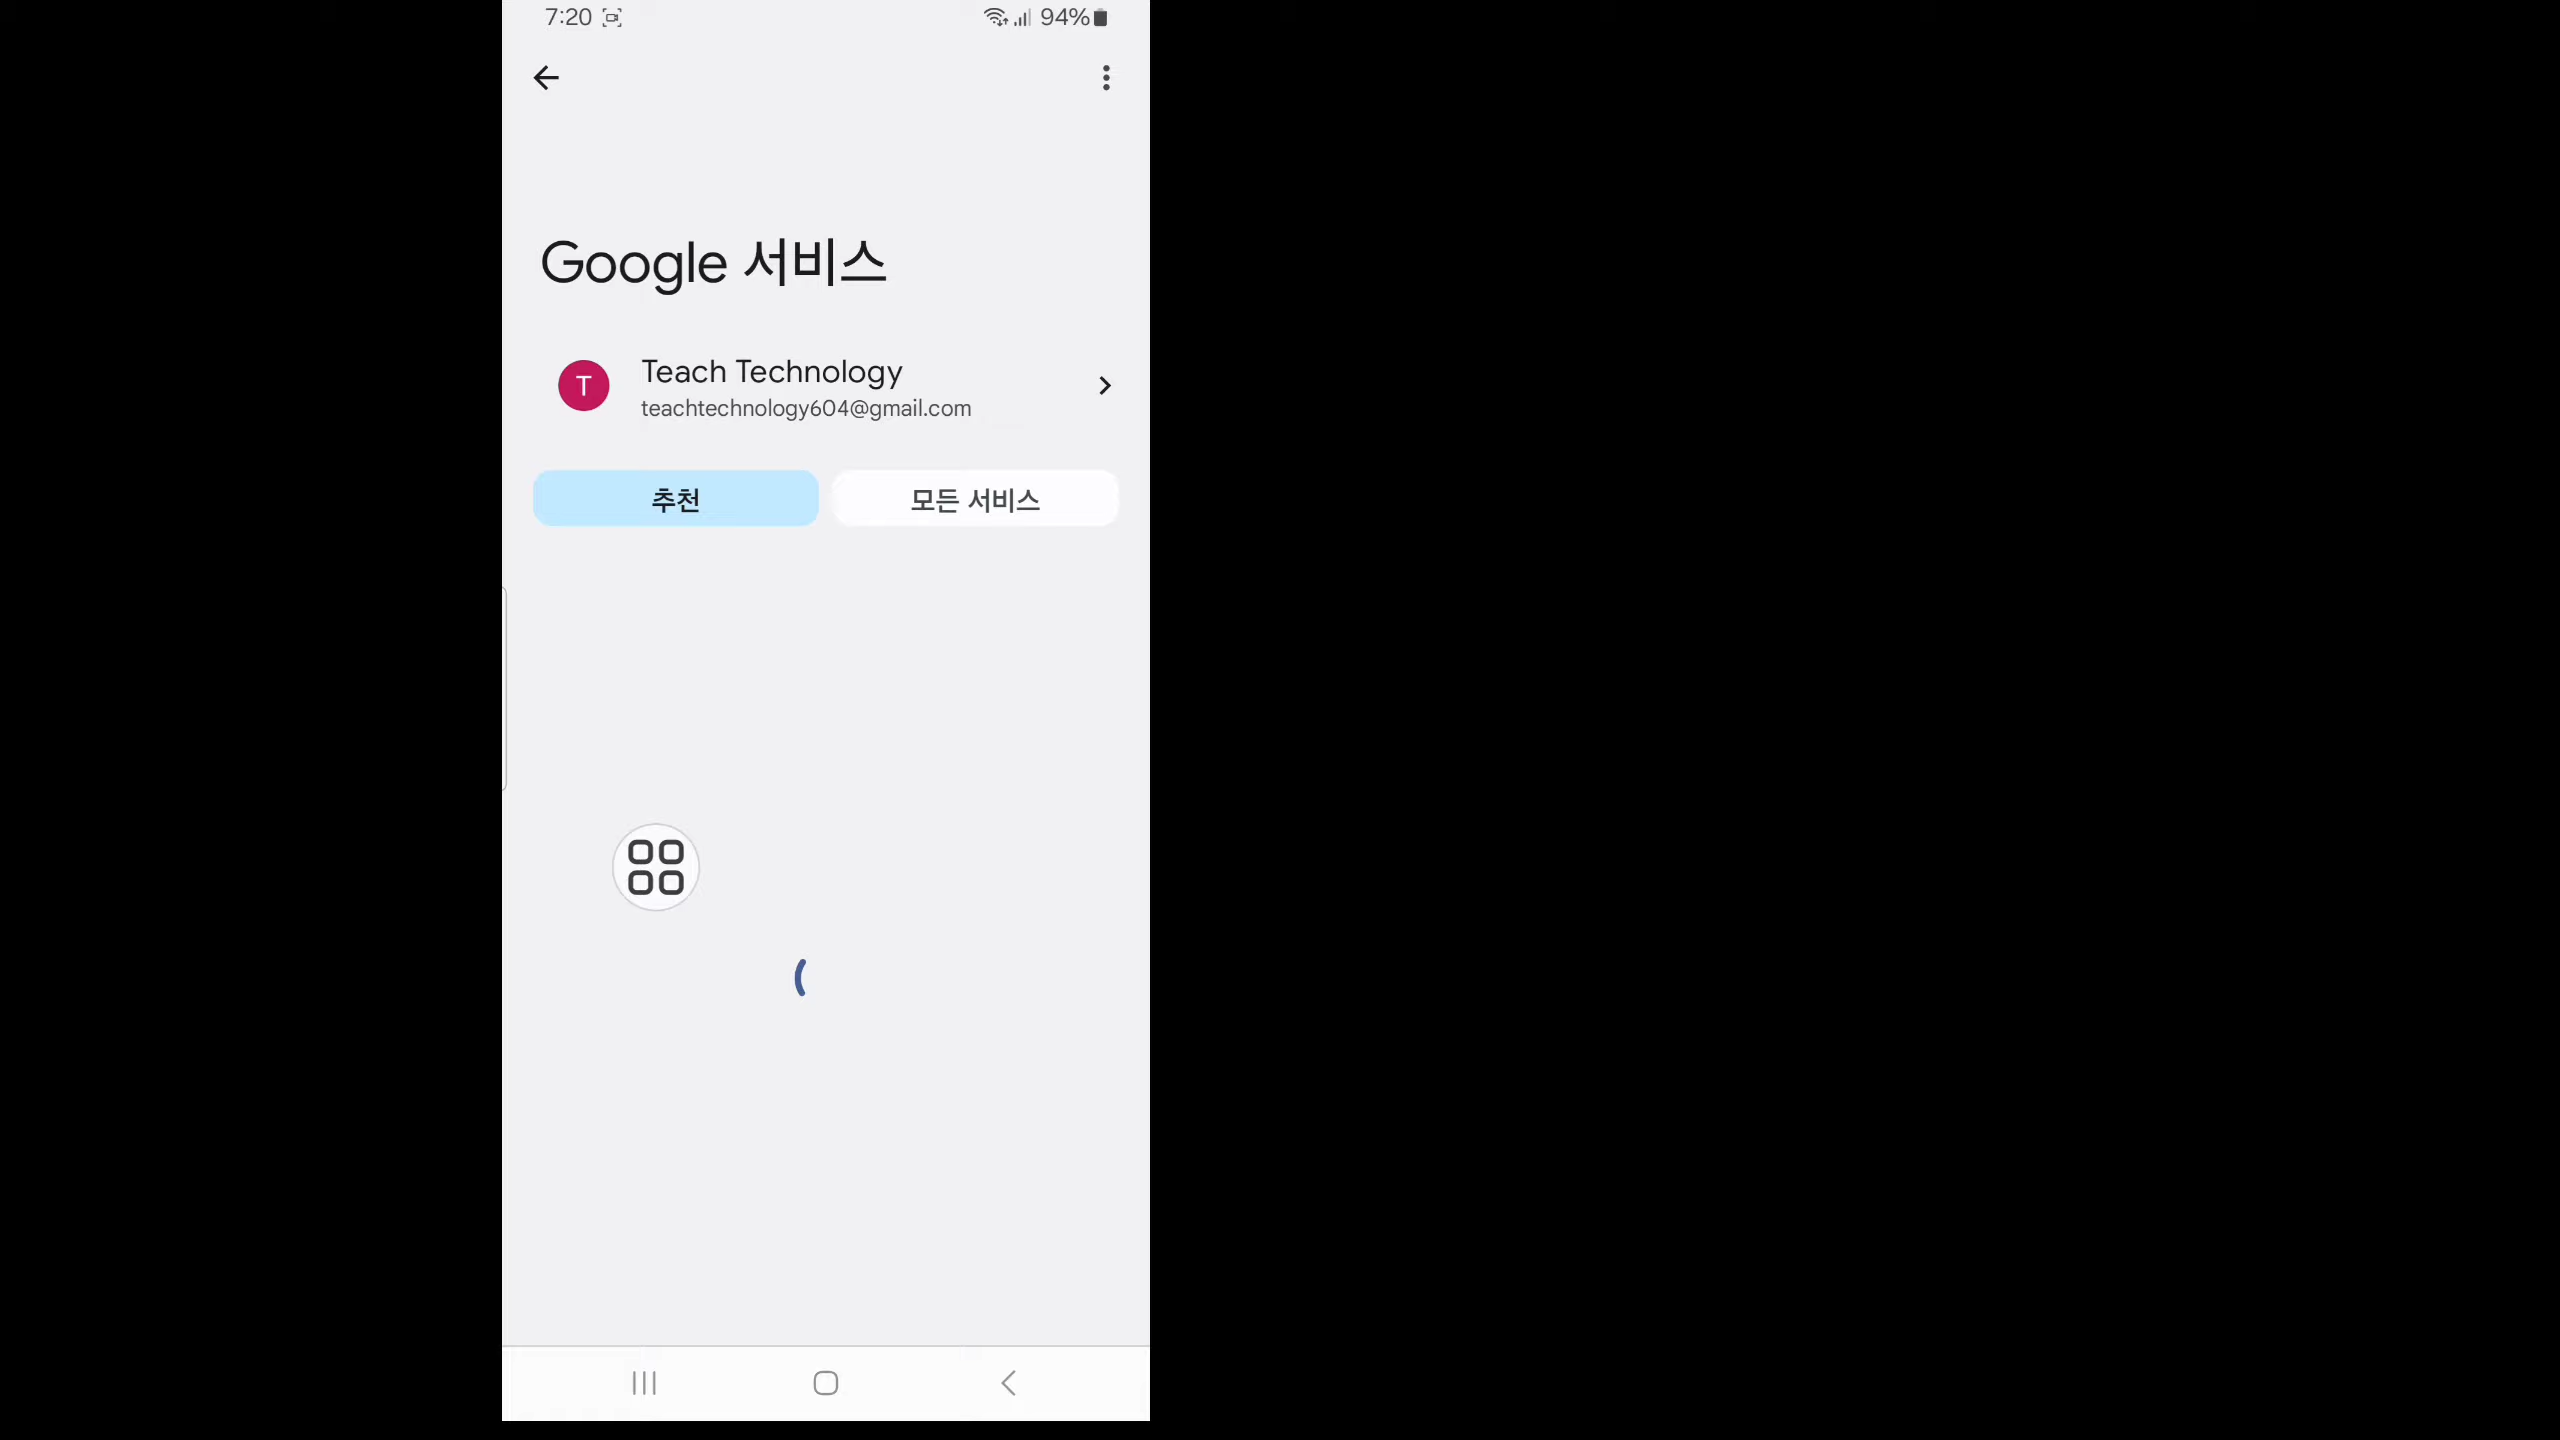 7:20
94%
Google 서비스
T
Teach Technology
teachtechnology604@gmail.com
추천
모든 서비스